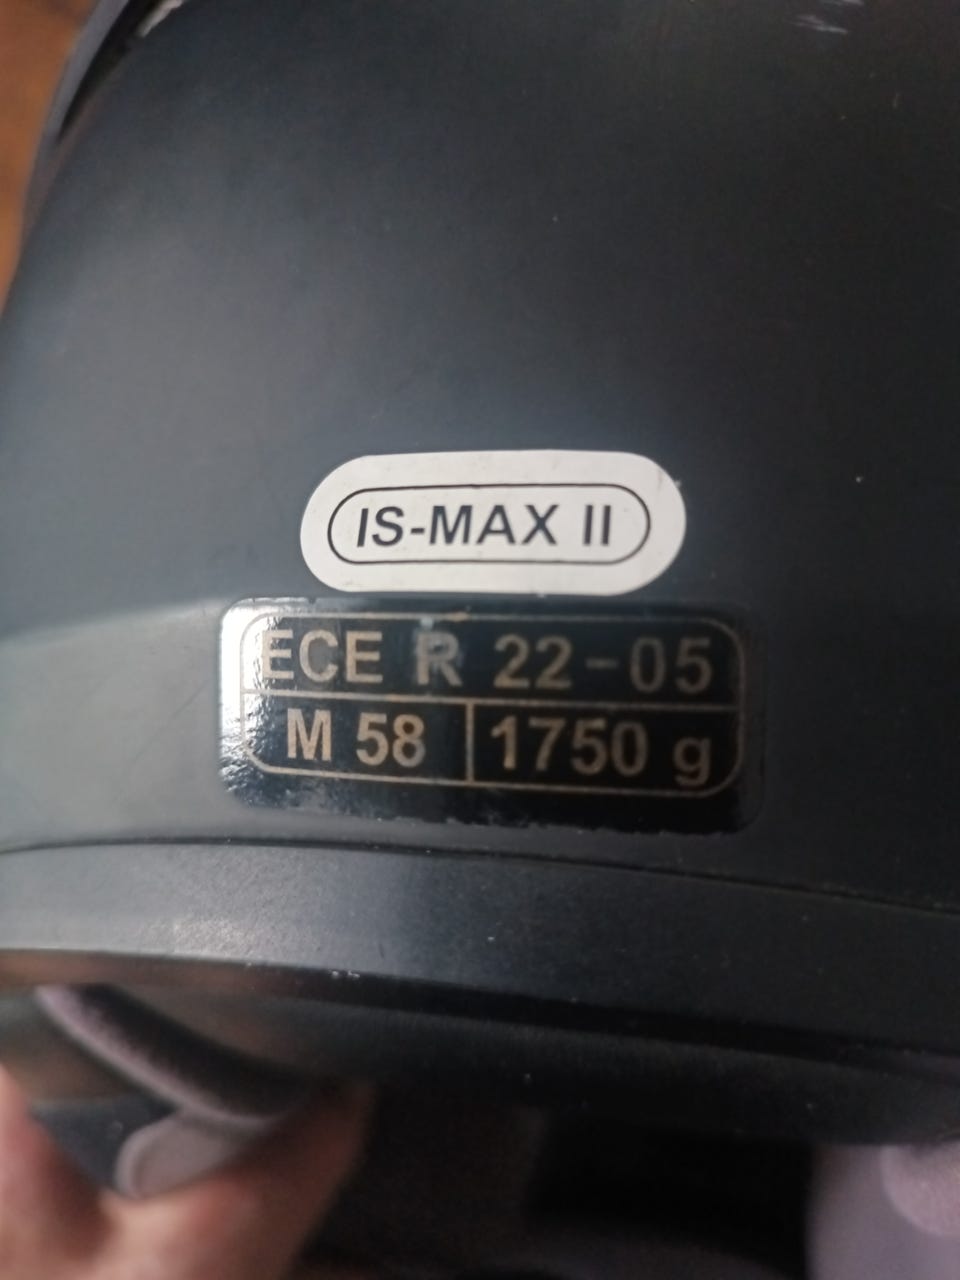 IS-MAX II
ECE R 22-05
M 58 1750 g